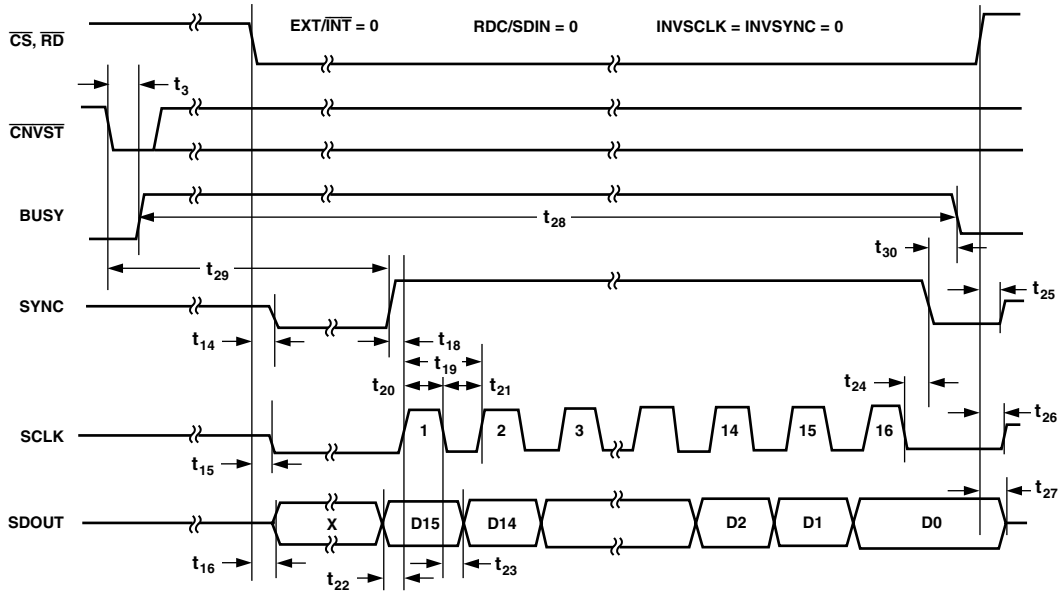 EXT/INT = 0 RDC/SDIN = 0 INVSCLK = INVSYNC = 0
CS, RD
t3
CNVST
BUSY
t28
t30
t29
t25
SYNC
t14
t18
t19
t20
t21
t24
t26
SCLK
1 2 3 14 15 16
t15
t27
SDOUT
X D15 D14 D2 D1 D0
t16
t22
t23